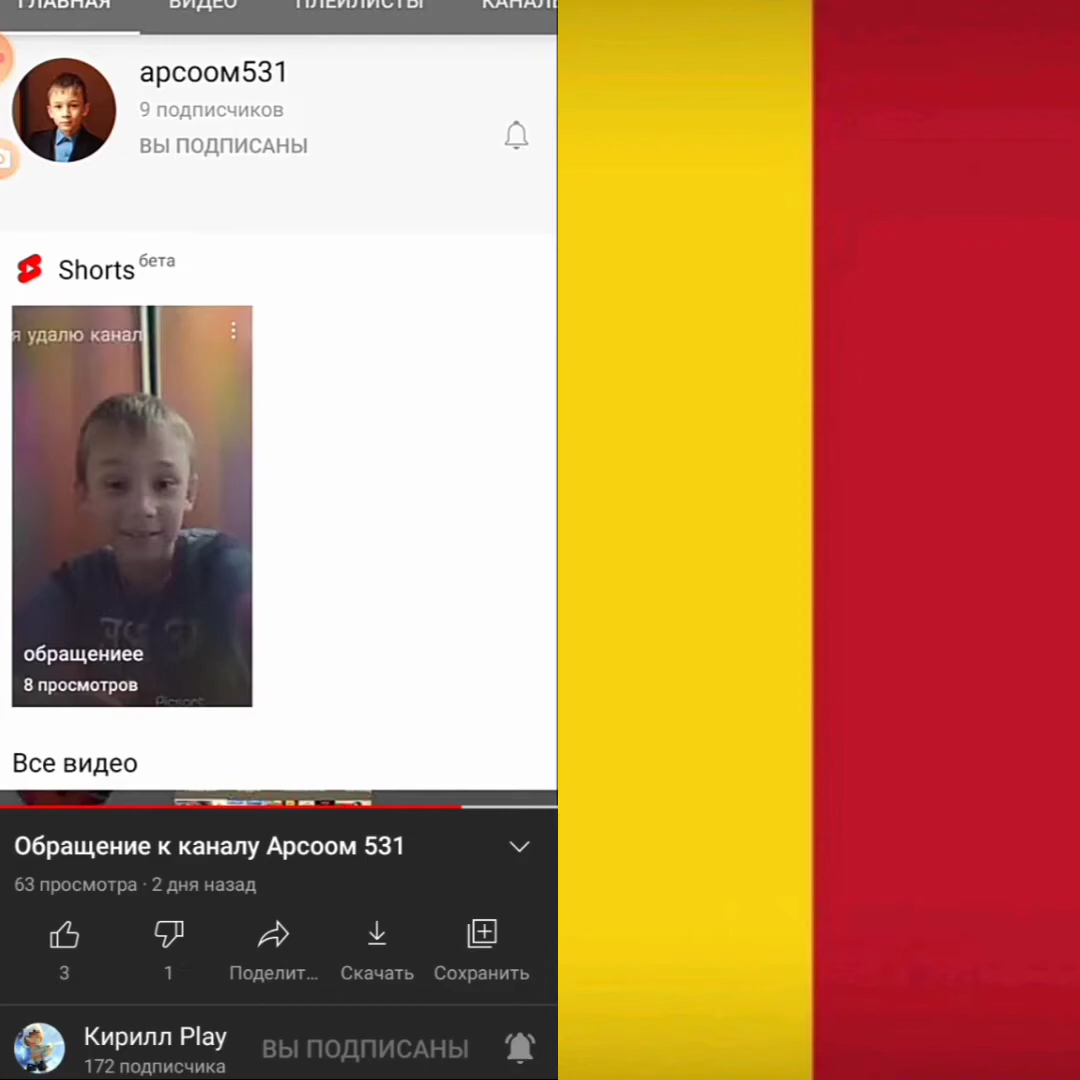 ГЛАВНАЯ ВИДЕО ПЛЕЙЛИСТЫ
арсоом531
9 подписчиков
ВЫ ПОДПИСАНЫ
Shorts бета
я удалю канал
обращениее
8 просмотров
Picsart
Все видео
Обращение к каналу Арсоом 531
63 просмотра · 2 дня назад
3 1 Поделит... Скачать Сохранить
Кирилл Play ВЫ ПОДПИСАНЫ
172 подписчика